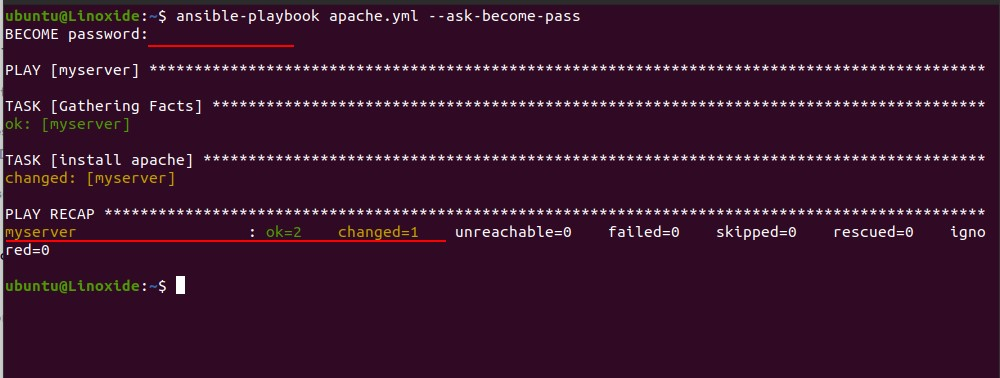 ubuntu@Linoxide:~$ ansible-playbook apache.yml --ask-become-pass
BECOME password:
PLAY [myserver] *********************************************************************************************
TASK [Gathering Facts] **************************************************************************************
ok: [myserver]
TASK [install apache] ***************************************************************************************
changed: [myserver]
PLAY RECAP **************************************************************************************************
myserver                   : ok=2    changed=1    unreachable=0    failed=0    skipped=0    rescued=0    igno
red=0
ubuntu@Linoxide:~$